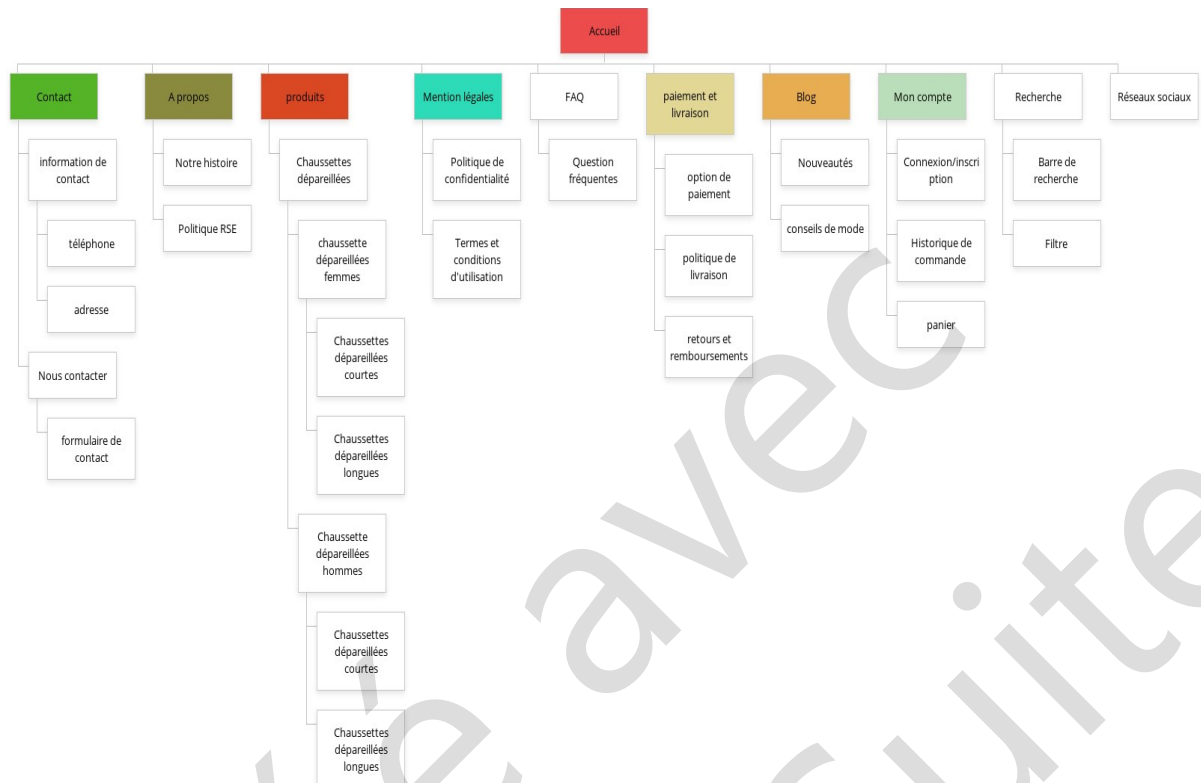 Accueil
Contact
A propos
produits
Mention légales
FAQ
paiement et
livraison
Blog
Mon compte
Recherche
Réseaux sociaux
information de
contact
téléphone
adresse
Nous contacter
formulaire de
contact
Notre histoire
Politique RSE
Chaussettes
dépareillées
chaussette
dépareillées
femmes
Chaussettes
dépareillées
courtes
Chaussettes
dépareillées
longues
Chaussette
dépareillées
hommes
Chaussettes
dépareillées
courtes
Chaussettes
dépareillées
longues
Politique de
confidentialité
Termes et
conditions
d'utilisation
Question
fréquentes
option de
paiement
politique de
livraison
retours et
remboursements
Nouveautés
conseils de mode
Connexion/inscri
ption
Historique de
commande
panier
Barre de
recherche
Filtre
avec